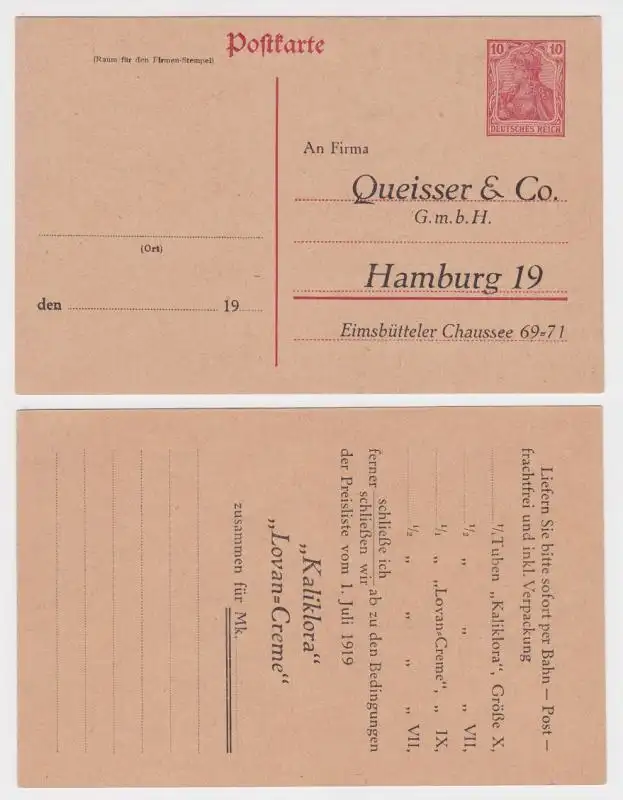 Postkarte
(Raum für den Firmen-Stempel)
10 10
DEUTSCHES REICH
An Firma
Queisser & Co.
G.m.b.H.
Hamburg 19
Eimsbütteler Chaussee 69=71
(Ort)
den 19
Liefern Sie bitte sofort per Bahn — Post —
frachtfrei und inkl. Verpackung
1/1 Tuben „Kaliklora“, Größe X,
1/2 „ „ „ VII,
1/1 „ „Lovan=Creme“, „ IX,
1/2 „ „ „ VII,
ferner schließe ich
schließen wir ab zu den Bedingungen
der Preisliste vom 1. Juli 1919
„Kaliklora“
„Lovan=Creme“
zusammen für Mk.